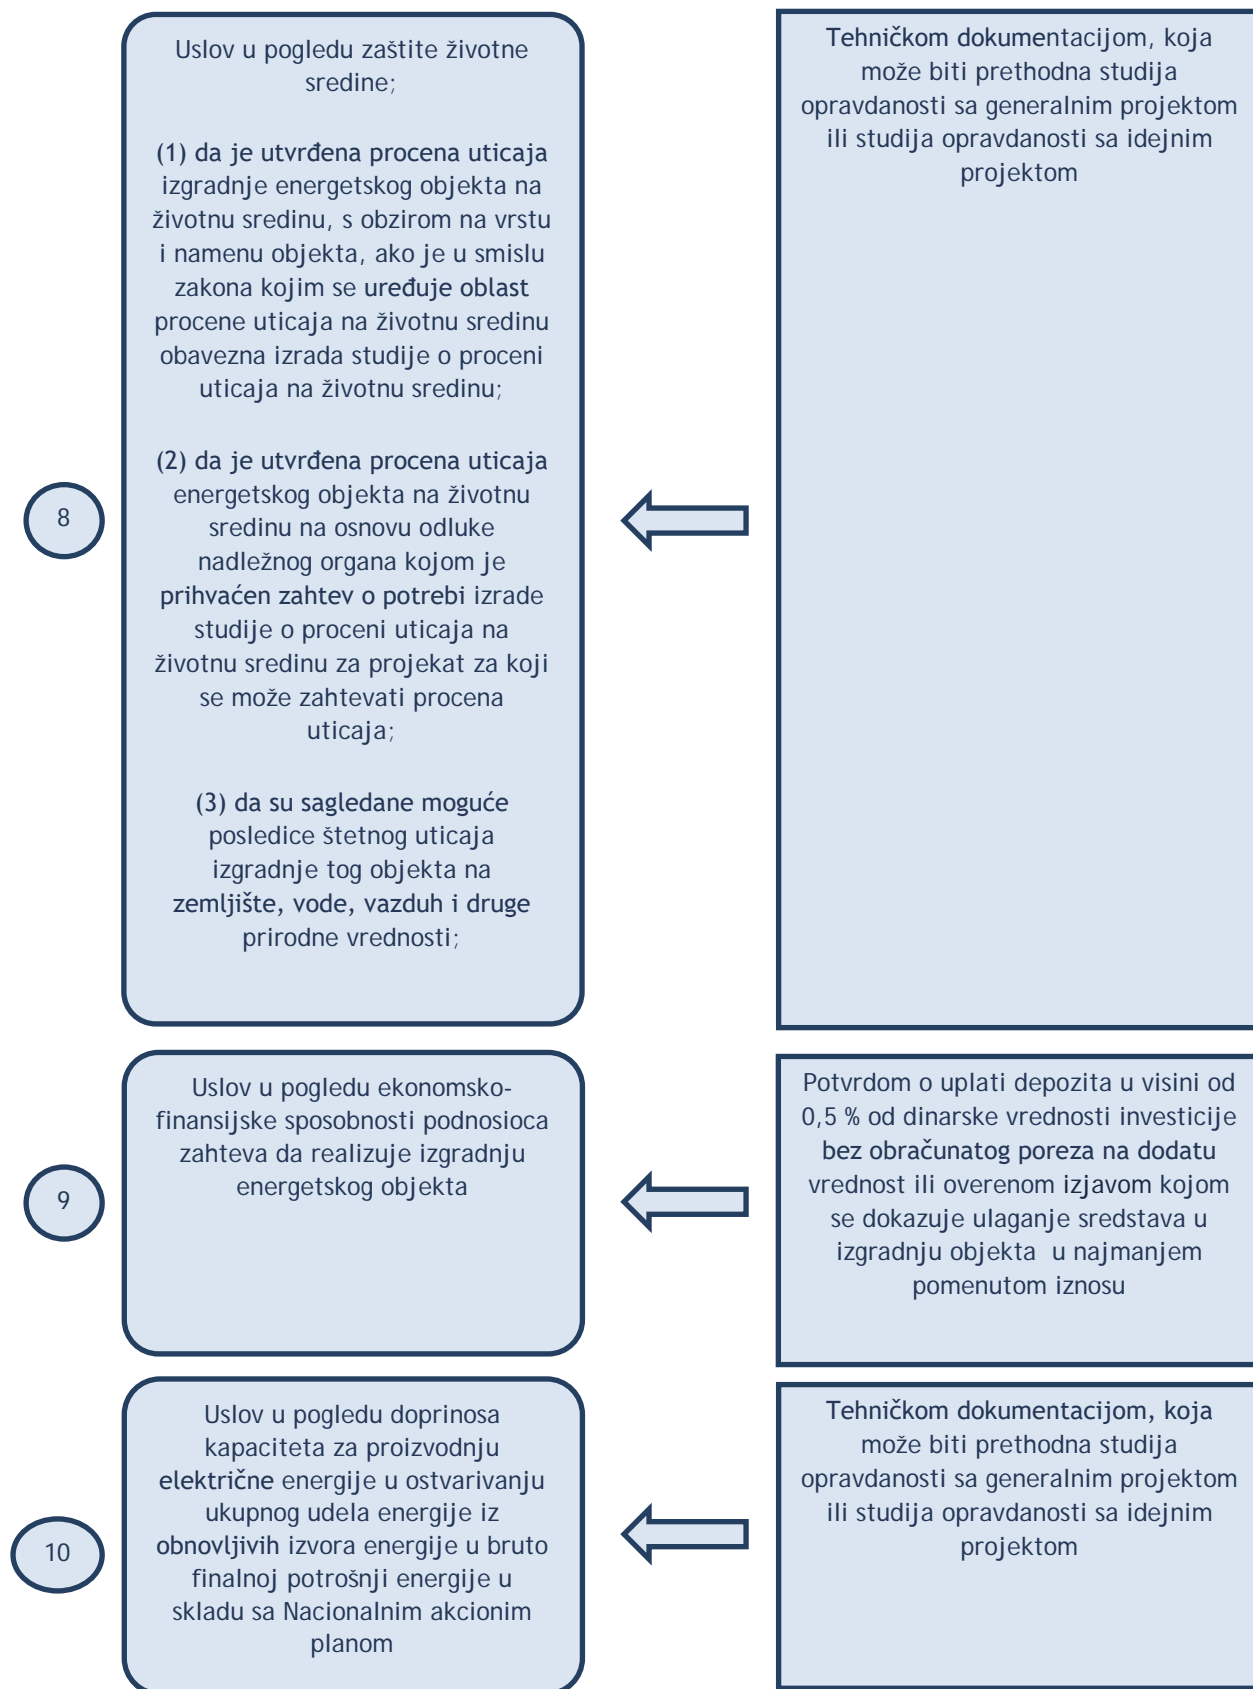 8
Uslov u pogledu zaštite životne
sredine;
(1) da je utvrđena procena uticaja
izgradnje energetskog objekta na
životnu sredinu, s obzirom na vrstu
i namenu objekta, ako je u smislu
zakona kojim se uređuje oblast
procene uticaja na životnu sredinu
obavezna izrada studije o proceni
uticaja na životnu sredinu;
(2) da je utvrđena procena uticaja
energetskog objekta na životnu
sredinu na osnovu odluke
nadležnog organa kojom je
prihvaćen zahtev o potrebi izrade
studije o proceni uticaja na
životnu sredinu za projekat za koji
se može zahtevati procena
uticaja;
(3) da su sagledane moguće
posledice štetnog uticaja
izgradnje tog objekta na
zemljište, vode, vazduh i druge
prirodne vrednosti;
Tehničkom dokumentacijom, koja
može biti prethodna studija
opravdanosti sa generalnim projektom
ili studija opravdanosti sa idejnim
projektom
9
Uslov u pogledu ekonomsko-
finansijske sposobnosti podnosioca
zahteva da realizuje izgradnju
energetskog objekta
Potvrdom o uplati depozita u visini od
0,5 % od dinarske vrednosti investicije
bez obračunatog poreza na dodatu
vrednost ili overenom izjavom kojom
se dokazuje ulaganje sredstava u
izgradnju objekta u najmanjem
pomenutom iznosu
10
Uslov u pogledu doprinosa
kapaciteta za proizvodnju
električne energije u ostvarivanju
ukupnog udela energije iz
obnovljivih izvora energije u bruto
finalnoj potrošnji energije u
skladu sa Nacionalnim akcionim
planom
Tehničkom dokumentacijom, koja
može biti prethodna studija
opravdanosti sa generalnim projektom
ili studija opravdanosti sa idejnim
projektom